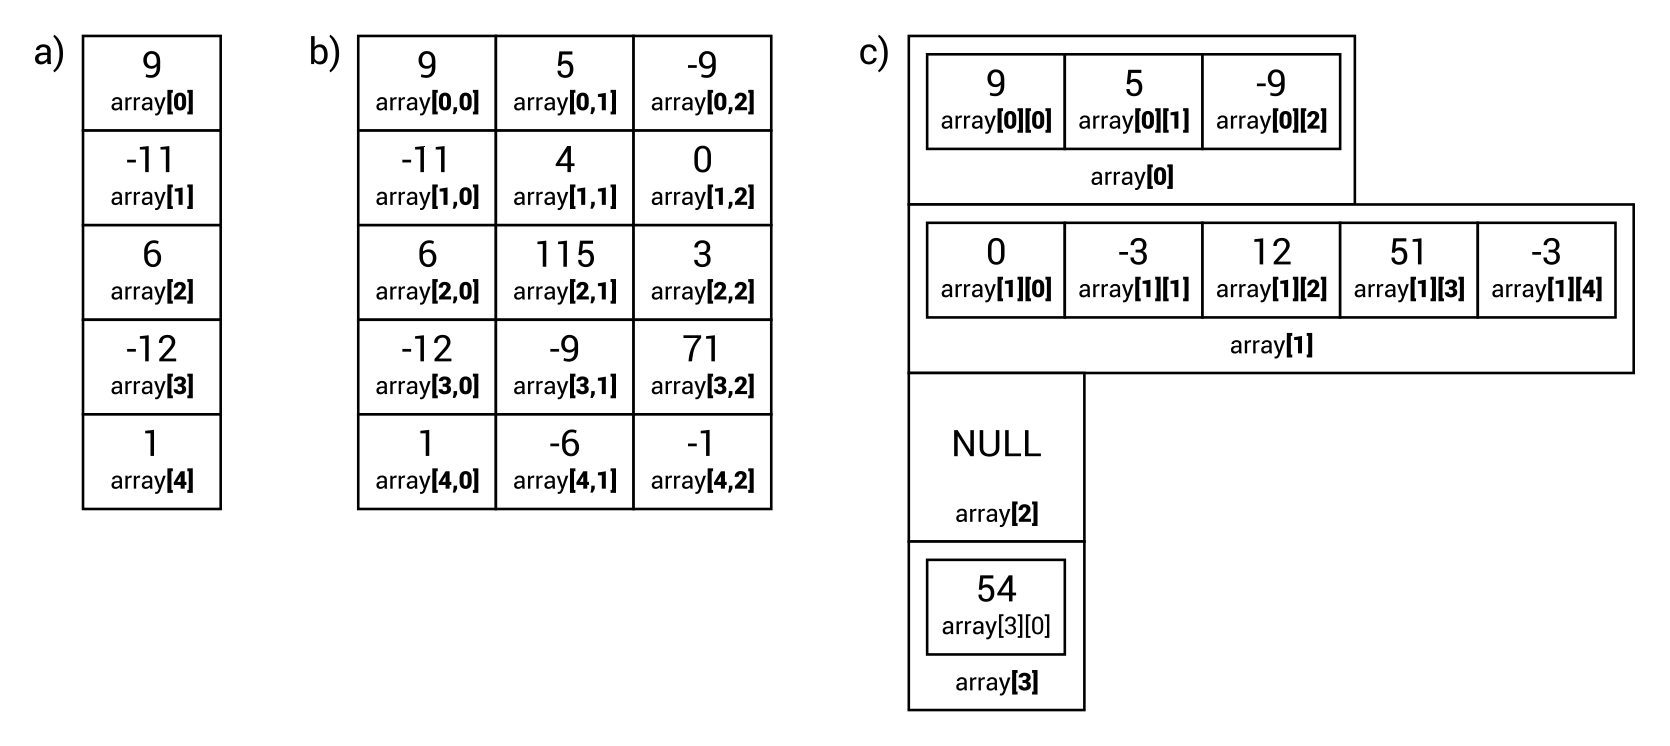 a)
9
array[0]
-11
array[1]
6
array[2]
-12
array[3]
1
array[4]
b)
9 5 -9
array[0,0] array[0,1] array[0,2]
-11 4 0
array[1,0] array[1,1] array[1,2]
6 115 3
array[2,0] array[2,1] array[2,2]
-12 -9 71
array[3,0] array[3,1] array[3,2]
1 -6 -1
array[4,0] array[4,1] array[4,2]
c)
9 5 -9
array[0][0] array[0][1] array[0][2]
array[0]
0 -3 12 51 -3
array[1][0] array[1][1] array[1][2] array[1][3] array[1][4]
array[1]
NULL
array[2]
54
array[3][0]
array[3]